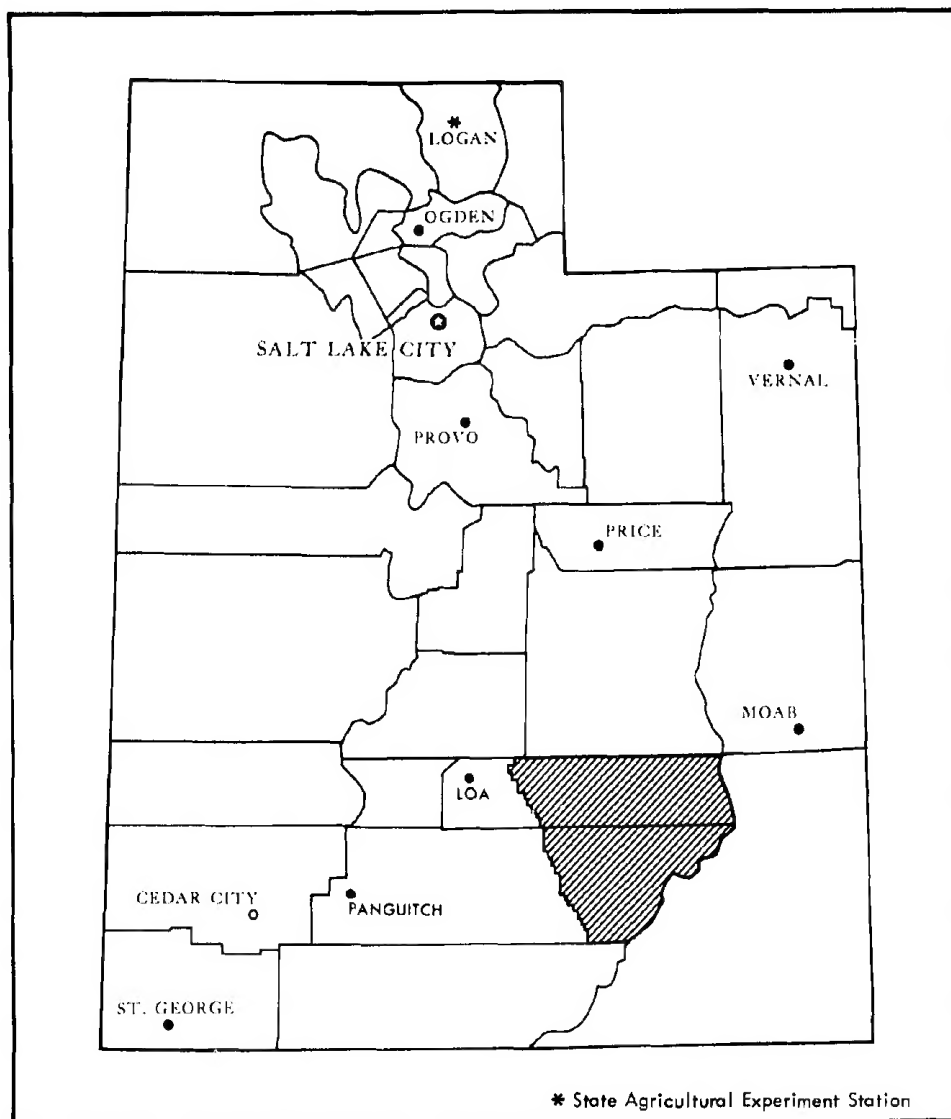 *
LOGAN
OGDEN
SALT LAKE CITY
VERNAL
PROVO
PRICE
MOAB
LOA
CEDAR CITY
PANGUITCH
ST. GEORGE
* State Agricultural Experiment Station